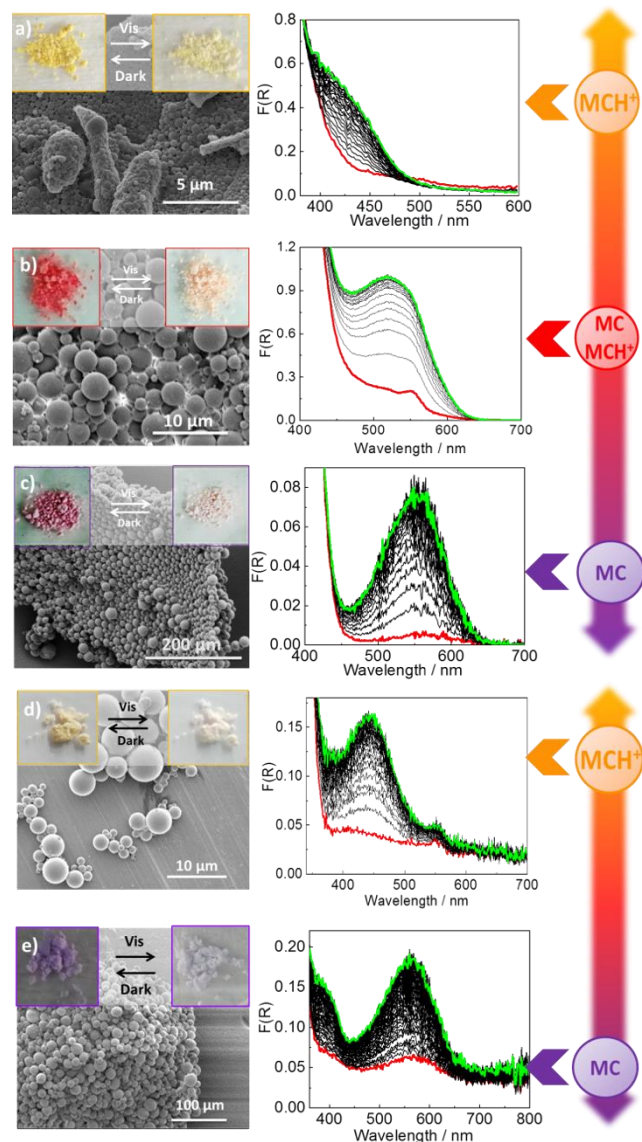 a)
Vis
Dark
5 µm
F(R)
0.8
0.6
0.4
0.2
0.0
400 450 500 550 600
Wavelength / nm
MCH⁺
b)
Vis
Dark
10 µm
F(R)
1.2
0.9
0.6
0.3
0.0
400 500 600 700
Wavelength / nm
MC
MCH⁺
c)
Vis
Dark
200 µm
F(R)
0.08
0.06
0.04
0.02
0.00
400 500 600 700
Wavelength / nm
MC
d)
Vis
Dark
10 µm
F(R)
0.15
0.10
0.05
0.00
400 500 600 700
Wavelength / nm
MCH⁺
e)
Vis
Dark
100 µm
F(R)
0.20
0.15
0.10
0.05
0.00
400 500 600 700 800
Wavelength / nm
MC